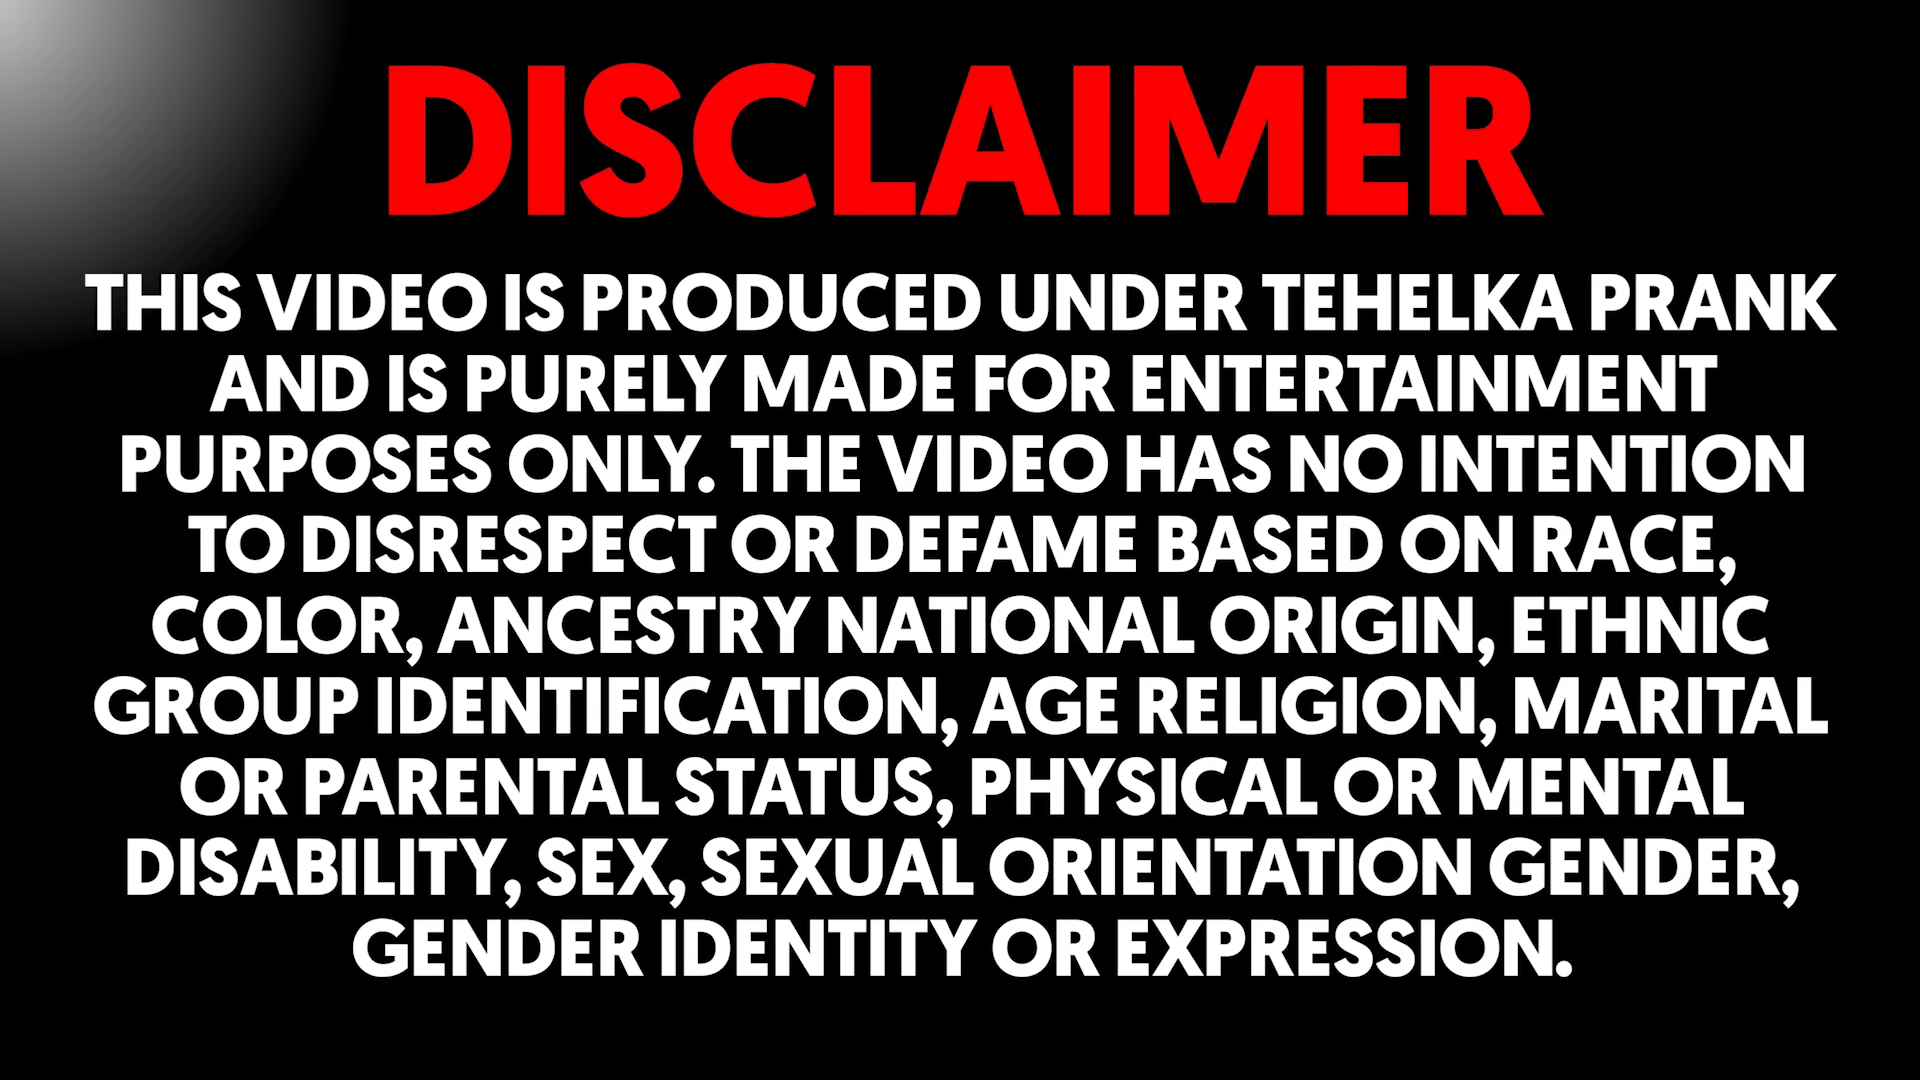 DISCLAIMER
THIS VIDEO IS PRODUCED UNDER TEHELKA PRANK
AND IS PURELY MADE FOR ENTERTAINMENT
PURPOSES ONLY. THE VIDEO HAS NO INTENTION
TO DISRESPECT OR DEFAME BASED ON RACE,
COLOR, ANCESTRY NATIONAL ORIGIN, ETHNIC
GROUP IDENTIFICATION, AGE RELIGION, MARITAL
OR PARENTAL STATUS, PHYSICAL OR MENTAL
DISABILITY, SEX, SEXUAL ORIENTATION GENDER,
GENDER IDENTITY OR EXPRESSION.